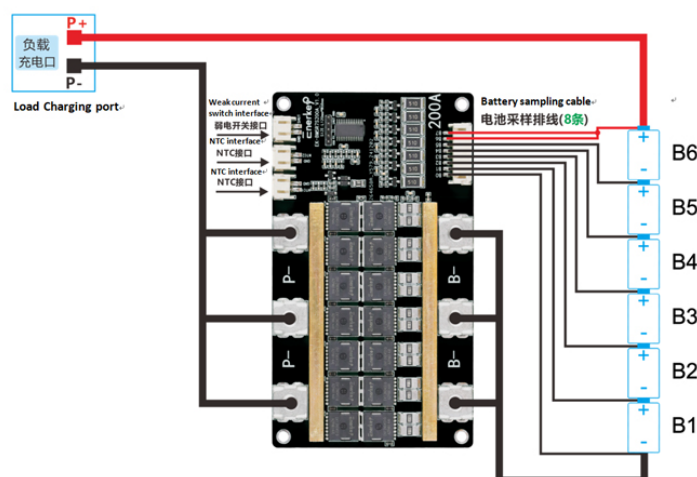 P+
负载
充电口
P-
Load Charging port
Weak current
switch interface
弱电开关接口
NTC interface
NTC接口
NTC interface
NTC接口
enerkey
200A
Battery sampling cable
电池采样排线(8条)
B6
B5
B4
B3
B2
B1
P-
P-
B-
B-
+
-
+
-
+
-
+
-
+
-
+
-